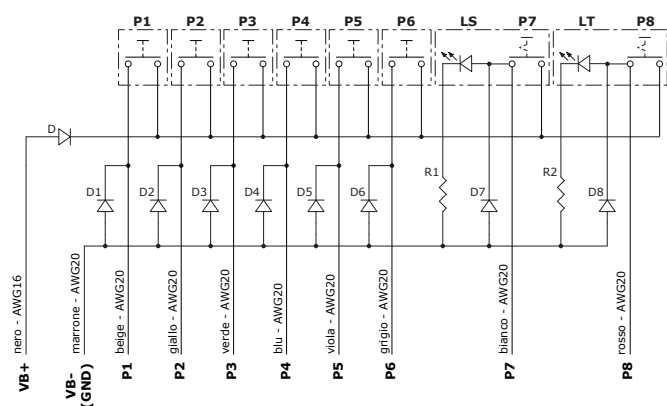 P1 P2 P3 P4 P5 P6 LS P7 LT P8
D
D1 D2 D3 D4 D5 D6 R1 D7 R2 D8
nero - AWG16
marrone - AWG20
beige - AWG20
giallo - AWG20
verde - AWG20
blu - AWG20
viola - AWG20
grigio - AWG20
bianco - AWG20
rosso - AWG20
VB+
VB-
(GND)
P1
P2
P3
P4
P5
P6
P7
P8